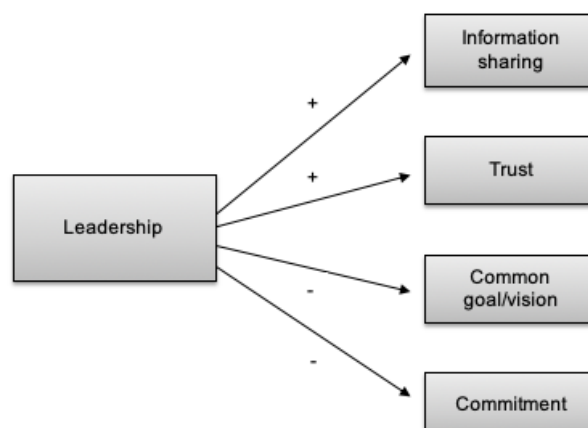 Information
sharing
+
+
Trust
Leadership
-
Common
goal/vision
-
Commitment